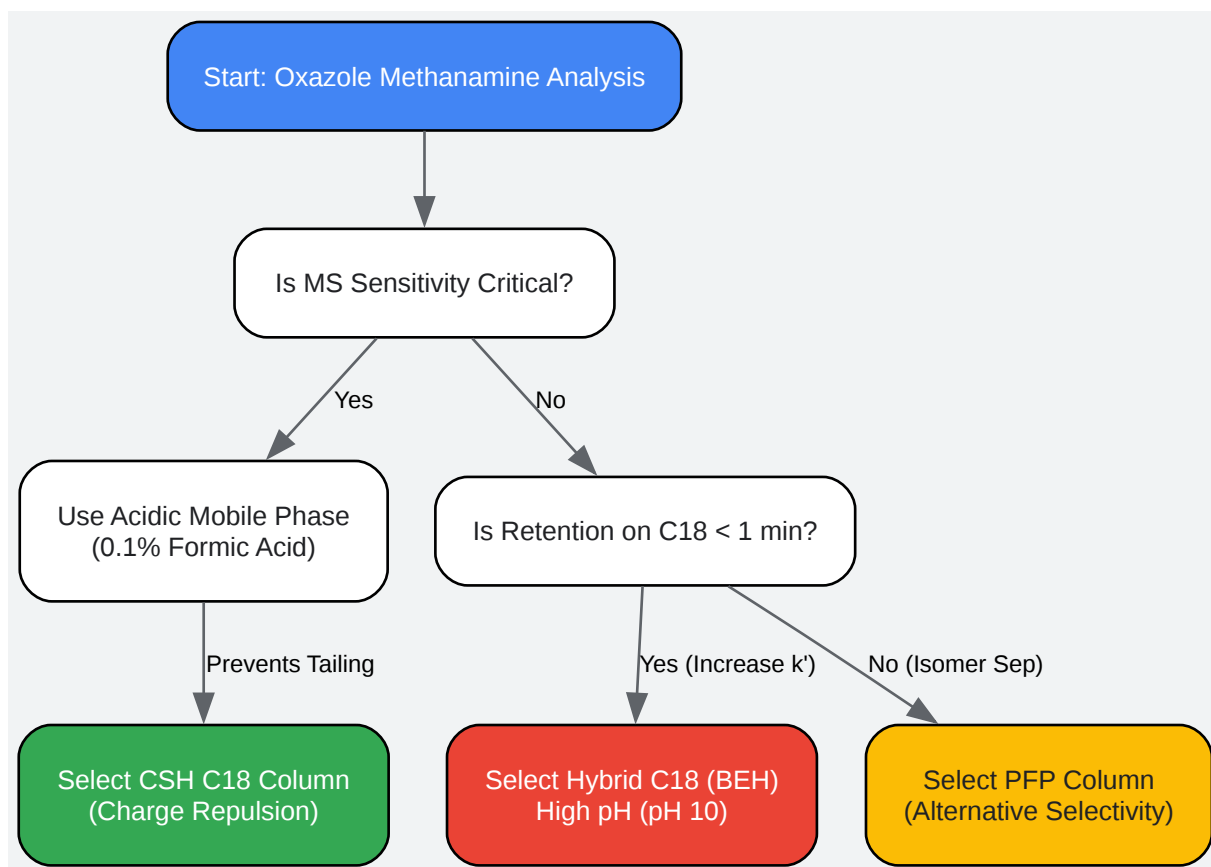 Start: Oxazole Methanamine Analysis
Is MS Sensitivity Critical?
Yes
No
Use Acidic Mobile Phase
(0.1% Formic Acid)
Is Retention on C18 < 1 min?
Prevents Tailing
Yes (Increase k')
No (Isomer Sep)
Select CSH C18 Column
(Charge Repulsion)
Select Hybrid C18 (BEH)
High pH (pH 10)
Select PFP Column
(Alternative Selectivity)